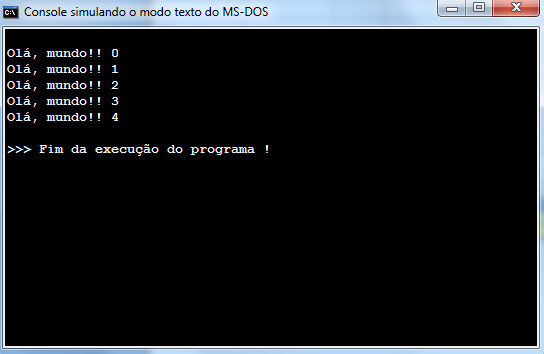 C:\
Console simulando o modo texto do MS-DOS
Olá, mundo!! 0
Olá, mundo!! 1
Olá, mundo!! 2
Olá, mundo!! 3
Olá, mundo!! 4
>>> Fim da execução do programa !